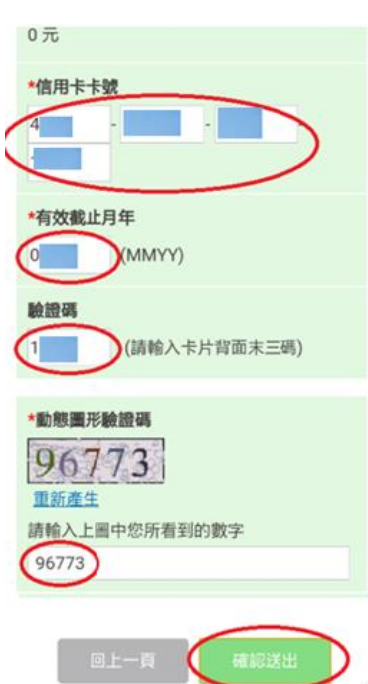 0 元
*信用卡卡號
4 - -
*有效截止月年
0 (MMYY)
驗證碼
1 (請輸入卡片背面末三碼)
*動態圖形驗證碼
96773
重新產生
請輸入上圖中您所看到的數字
96773
回上一頁 確認送出